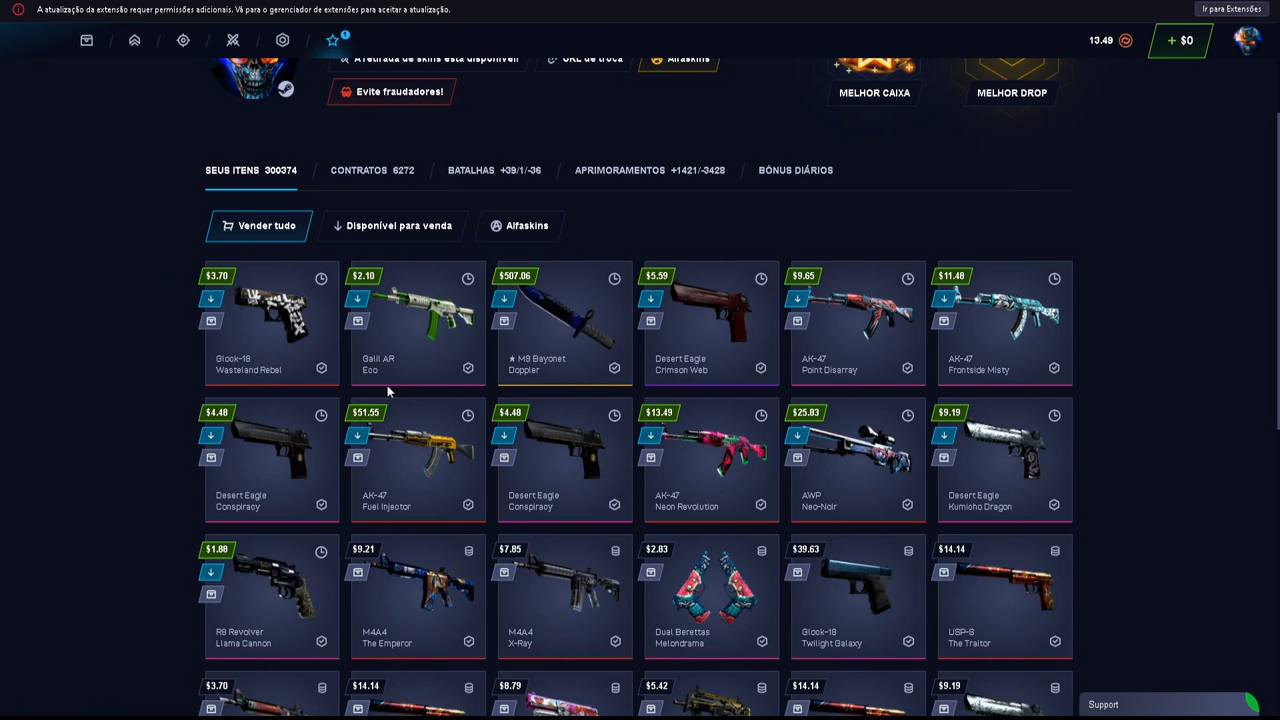 A atualização da extensão requer permissões adicionais. Vá para o gerenciador de extensões para aceitar a atualização.
Ir para Extensões
1
13.49
+ $0
A retirada de skins está disponível
URL de troca
Alfaskins
Evite fraudadores!
MELHOR CAIXA
MELHOR DROP
SEUS ITENS 300374 / CONTRATOS 6272 / BATALHAS +39/1/-36 / APRIMORAMENTOS +1421/-3428 / BÔNUS DIÁRIOS
Vender tudo
Disponível para venda
Alfaskins
$3.70
Glock-18
Wasteland Rebel
$2.10
Galil AR
Eco
$507.06
★ M9 Bayonet
Doppler
$5.59
Desert Eagle
Crimson Web
$9.65
AK-47
Point Disarray
$11.48
AK-47
Frontside Misty
$4.48
Desert Eagle
Conspiracy
$51.55
AK-47
Fuel Injector
$4.48
Desert Eagle
Conspiracy
$13.49
AK-47
Neon Revolution
$25.83
AWP
Neo-Noir
$9.19
Desert Eagle
Kumicho Dragon
$1.88
R8 Revolver
Llama Cannon
$9.21
M4A4
The Emperor
$7.85
M4A4
X-Ray
$2.83
Dual Berettas
Melondrama
$39.63
Glock-18
Twilight Galaxy
$14.14
USP-S
The Traitor
$3.70
$14.14
$8.79
$5.42
$14.14
$9.19
Support